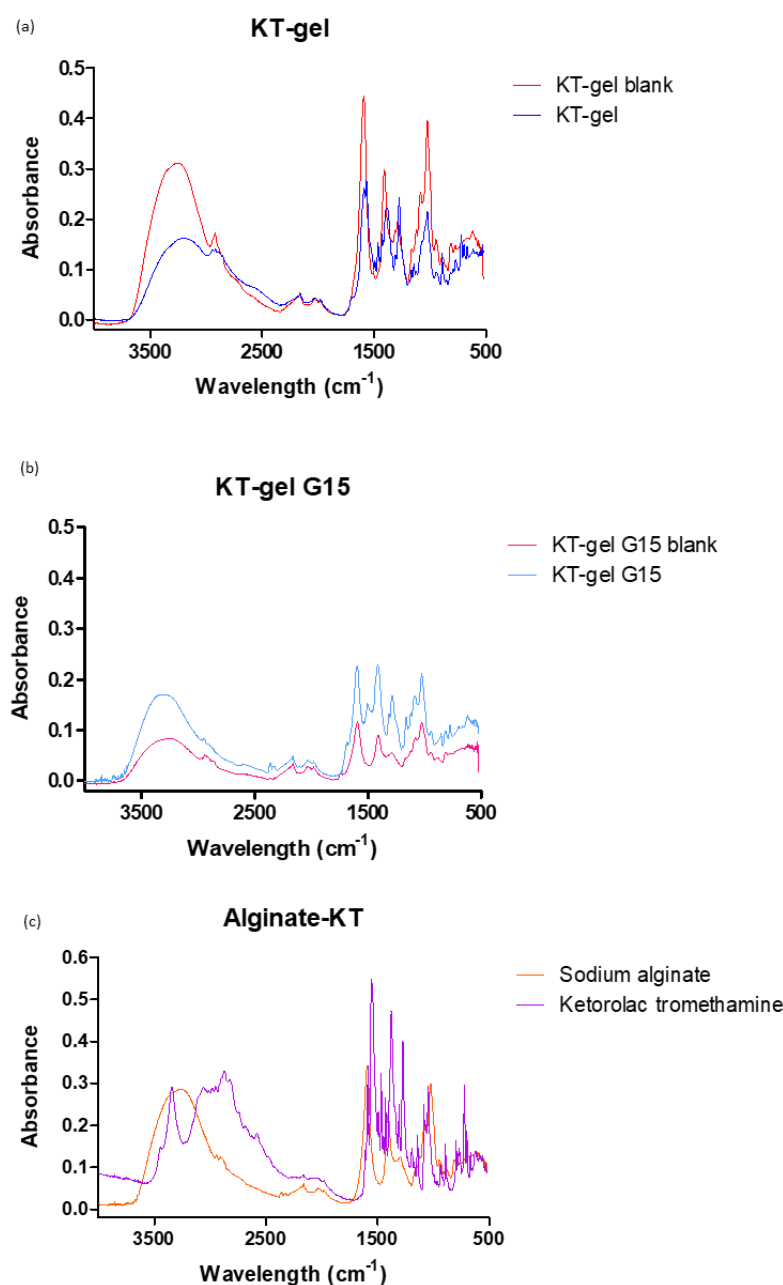 (a)
KT-gel
0.5
0.4
0.3
0.2
0.1
0.0
Absorbance
3500 2500 1500 500
Wavelength (cm-1)
KT-gel blank
KT-gel
(b)
KT-gel G15
0.5
0.4
0.3
0.2
0.1
0.0
Absorbance
3500 2500 1500 500
Wavelength (cm-1)
KT-gel G15 blank
KT-gel G15
(c)
Alginate-KT
0.6
0.5
0.4
0.3
0.2
0.1
0.0
Absorbance
3500 2500 1500 500
Wavelength (cm-1)
Sodium alginate
Ketorolac tromethamine